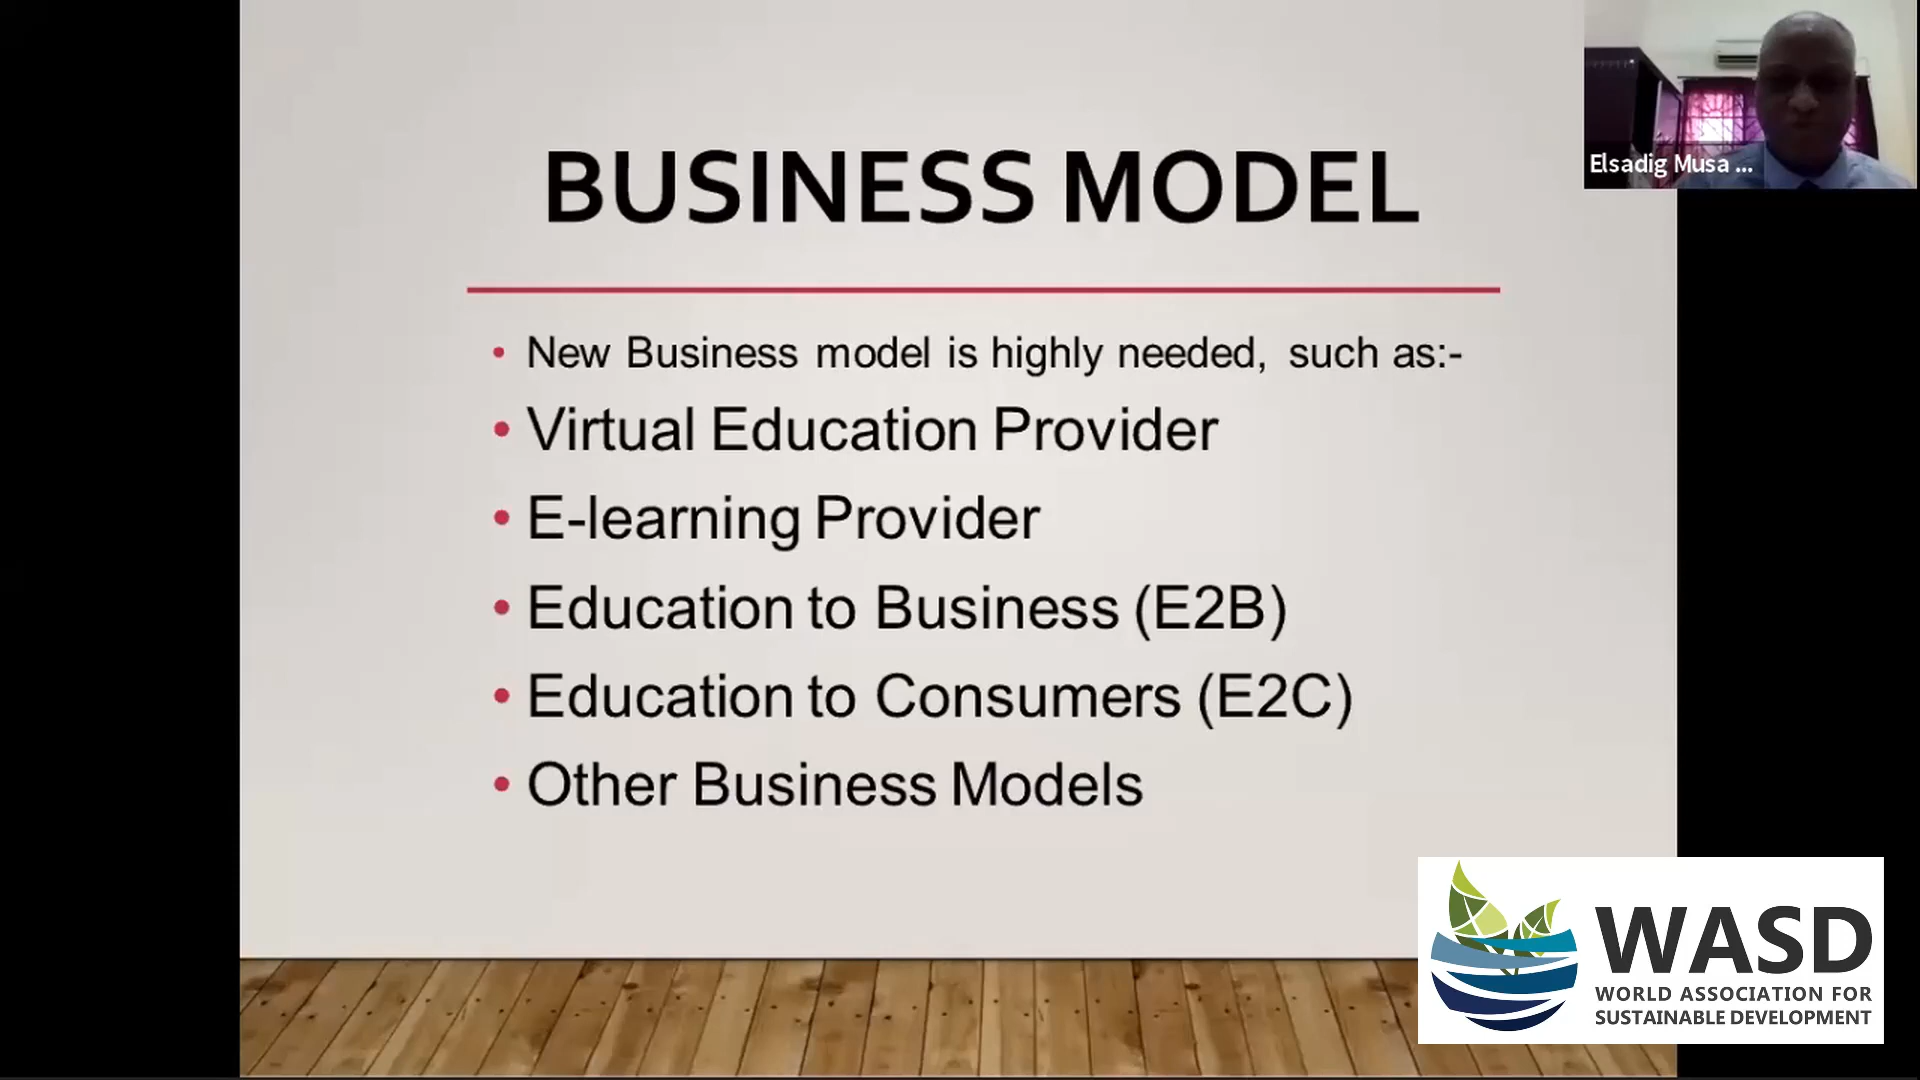 BUSINESS MODEL
Elsadig Musa ...
• New Business model is highly needed, such as:-
• Virtual Education Provider
• E-learning Provider
• Education to Business (E2B)
• Education to Consumers (E2C)
• Other Business Models
WASD
WORLD ASSOCIATION FOR
SUSTAINABLE DEVELOPMENT